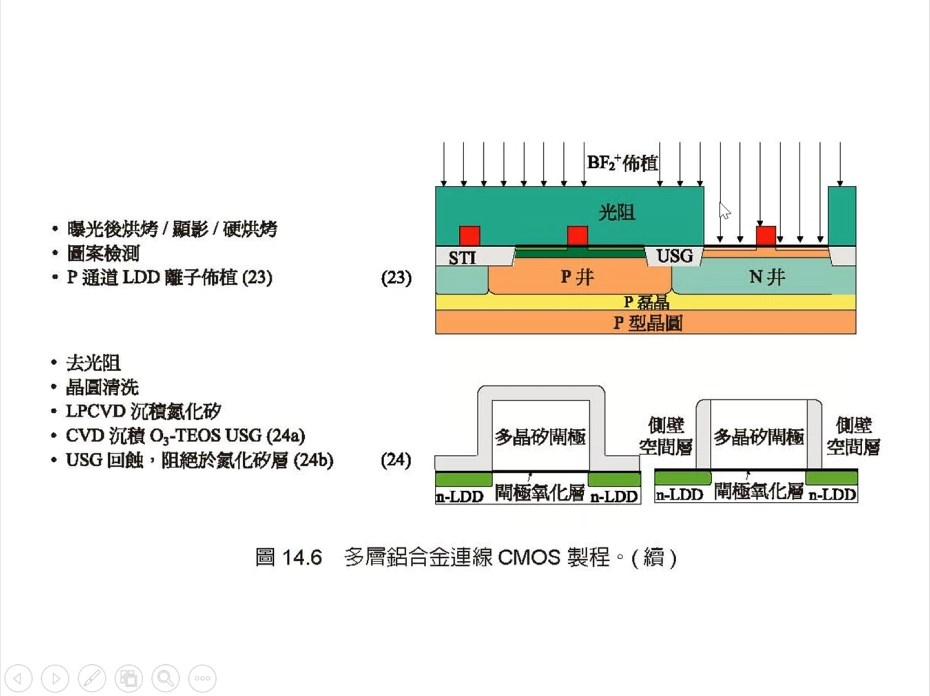 BF₂⁺佈植
光阻
• 曝光後烘烤 / 顯影 / 硬烘烤
• 圖案檢測
• P 通道 LDD 離子佈植 (23)
(23)
STI
USG
P 井
N 井
P 磊晶
P 型晶圓
• 去光阻
• 晶圓清洗
• LPCVD 沉積氮化矽
• CVD 沉積 O₃-TEOS USG (24a)
• USG 回蝕，阻絕於氮化矽層 (24b)
(24)
多晶矽閘極
側壁
空間層
多晶矽閘極
側壁
空間層
n-LDD
閘極氧化層
n-LDD
n-LDD
閘極氧化層
n-LDD
圖 14.6 多層鋁合金連線 CMOS 製程。( 續 )